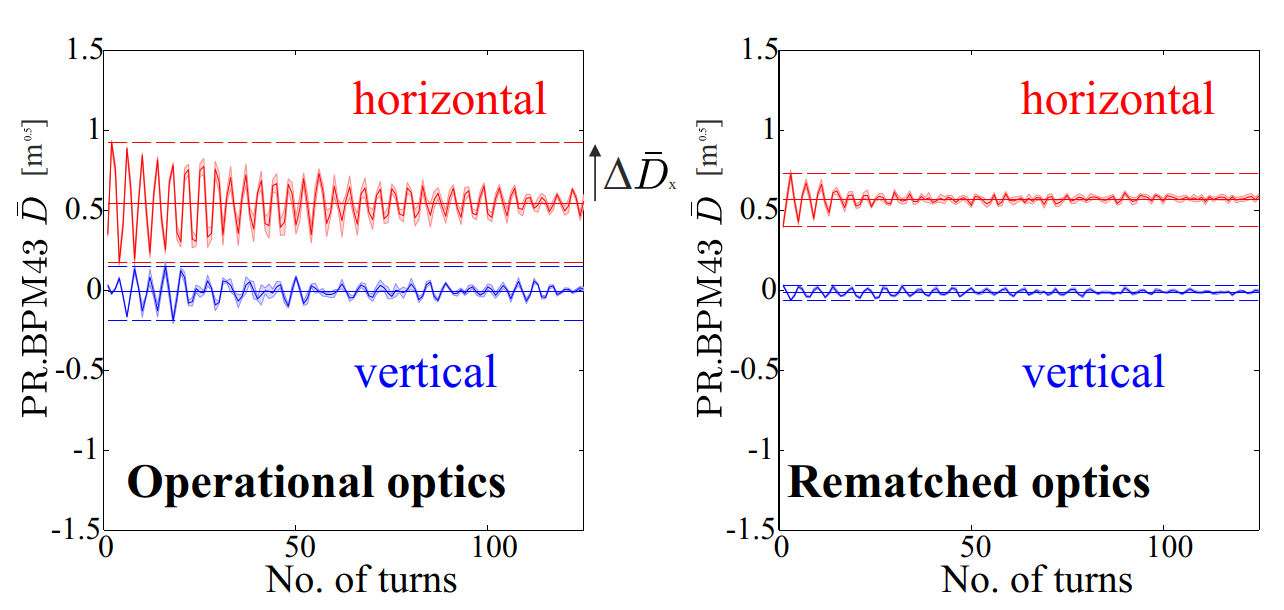 1.5
1
0.5
0
-0.5
-1
-1.5
PR.BPM43 D̄ [m^0.5]
horizontal
vertical
Operational optics
0 50 100
No. of turns
ΔD̄x
1.5
1
0.5
0
-0.5
-1
-1.5
PR.BPM43 D̄ [m^0.5]
horizontal
vertical
Rematched optics
0 50 100
No. of turns